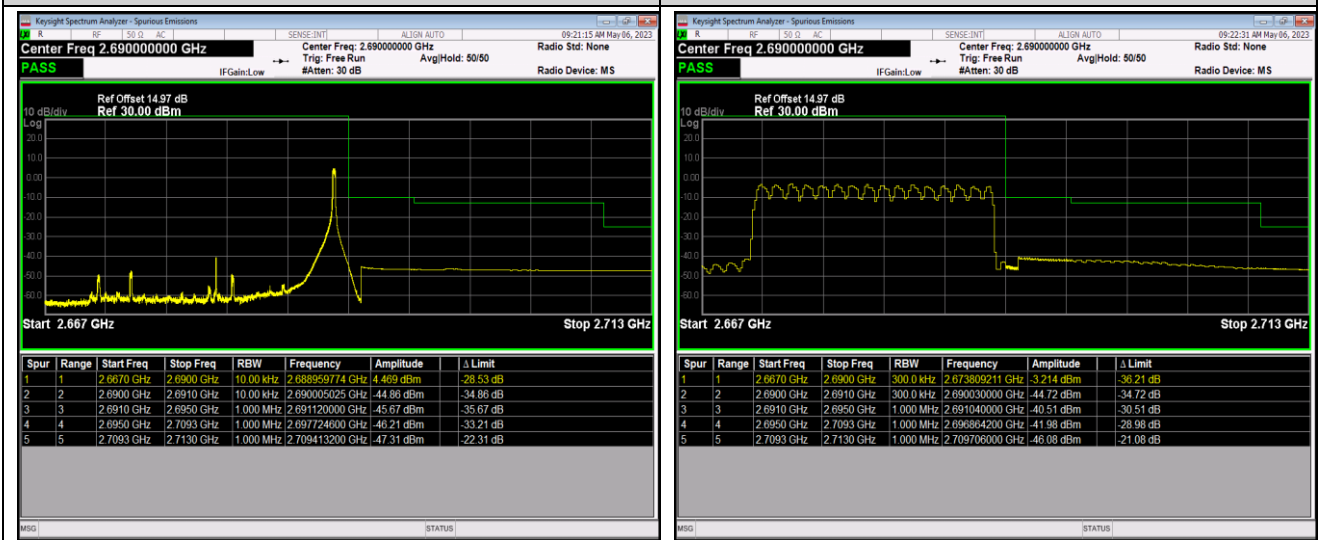 Keysight Spectrum Analyzer - Spurious Emissions
R RF 50 Ω AC SENSE:INT ALIGN AUTO 09:21:15 AM May 06, 2023
Center Freq 2.690000000 GHz Center Freq: 2.690000000 GHz Radio Std: None
Trig: Free Run Avg|Hold: 50/50
PASS IFGain:Low #Atten: 30 dB Radio Device: MS
Ref Offset 14.97 dB
10 dB/div Ref 30.00 dBm
Log
20.0
10.0
0.00
-10.0
-20.0
-30.0
-40.0
-50.0
-60.0
Start 2.667 GHz Stop 2.713 GHz
Spur Range Start Freq Stop Freq RBW Frequency Amplitude Δ Limit
1 1 2.6670 GHz 2.6900 GHz 10.00 kHz 2.688959774 GHz 4.469 dBm -28.53 dB
2 2 2.6900 GHz 2.6910 GHz 10.00 kHz 2.690005025 GHz -44.86 dBm -34.86 dB
3 3 2.6910 GHz 2.6950 GHz 1.000 MHz 2.691120000 GHz -45.67 dBm -35.67 dB
4 4 2.6950 GHz 2.7093 GHz 1.000 MHz 2.697724600 GHz -46.21 dBm -33.21 dB
5 5 2.7093 GHz 2.7130 GHz 1.000 MHz 2.709413200 GHz -47.31 dBm -22.31 dB
MSG STATUS
Keysight Spectrum Analyzer - Spurious Emissions
R RF 50 Ω AC SENSE:INT ALIGN AUTO 09:22:31 AM May 06, 2023
Center Freq 2.690000000 GHz Center Freq: 2.690000000 GHz Radio Std: None
Trig: Free Run Avg|Hold: 50/50
PASS IFGain:Low #Atten: 30 dB Radio Device: MS
Ref Offset 14.97 dB
10 dB/div Ref 30.00 dBm
Log
20.0
10.0
0.00
-10.0
-20.0
-30.0
-40.0
-50.0
-60.0
Start 2.667 GHz Stop 2.713 GHz
Spur Range Start Freq Stop Freq RBW Frequency Amplitude Δ Limit
1 1 2.6670 GHz 2.6900 GHz 300.0 kHz 2.673809211 GHz -3.214 dBm -36.21 dB
2 2 2.6900 GHz 2.6910 GHz 300.0 kHz 2.690030000 GHz -44.72 dBm -34.72 dB
3 3 2.6910 GHz 2.6950 GHz 1.000 MHz 2.691040000 GHz -40.51 dBm -30.51 dB
4 4 2.6950 GHz 2.7093 GHz 1.000 MHz 2.696864200 GHz -41.98 dBm -28.98 dB
5 5 2.7093 GHz 2.7130 GHz 1.000 MHz 2.709706000 GHz -46.08 dBm -21.08 dB
MSG STATUS